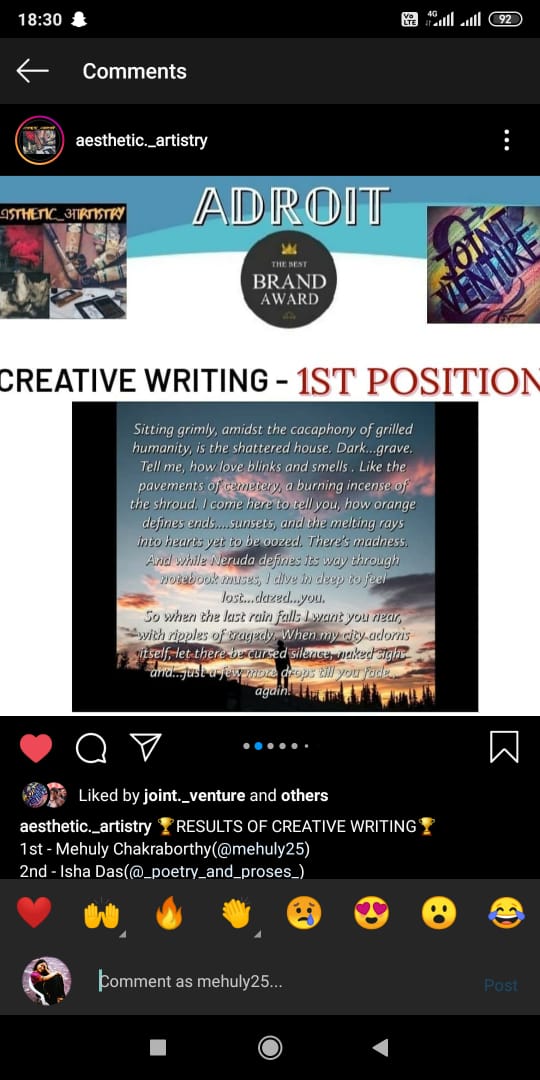 18:30
Vo LTE 4G 92
Comments
aesthetic._artistry
ADROIT
THE BEST
BRAND
AWARD
JOINT
VENTURE
CREATIVE WRITING - 1ST POSITION
Sitting grimly, amidst the cacaphony of grilled
humanity, is the shattered house. Dark...grave.
Tell me, how love blinks and smells . Like the
pavements of cemetery, a burning incense of
the shroud. I come here to tell you, how orange
defines ends....sunsets, and the melting rays
into hearts yet to be oozed. There's madness.
And while Neruda defines its way through
notebook muses, I dive in deep to feel
lost...dazed...you.
So when the last rain falls I want you near,
with ripples of tragedy. When my city adorns
itself, let there be cursed silence, naked sighs
and...just a few more drops till you fade...
again.
Liked by joint._venture and others
aesthetic._artistry 🏆RESULTS OF CREATIVE WRITING🏆
1st - Mehuly Chakraborthy(@mehuly25)
2nd - Isha Das(@_poetry_and_proses_)
Comment as mehuly25...
Post